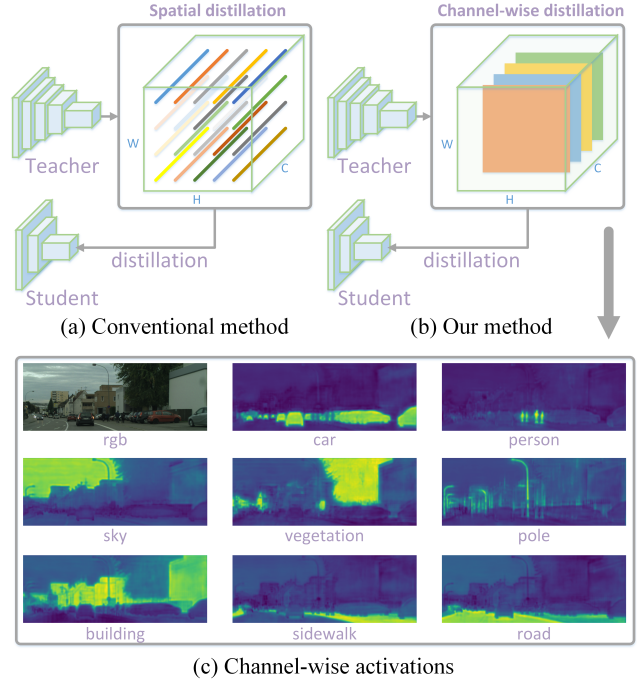 Spatial distillation
Channel-wise distillation
Teacher
W
H
C
distillation
Student
Teacher
W
H
C
distillation
Student
(a) Conventional method
(b) Our method
rgb
car
person
sky
vegetation
pole
building
sidewalk
road
(c) Channel-wise activations